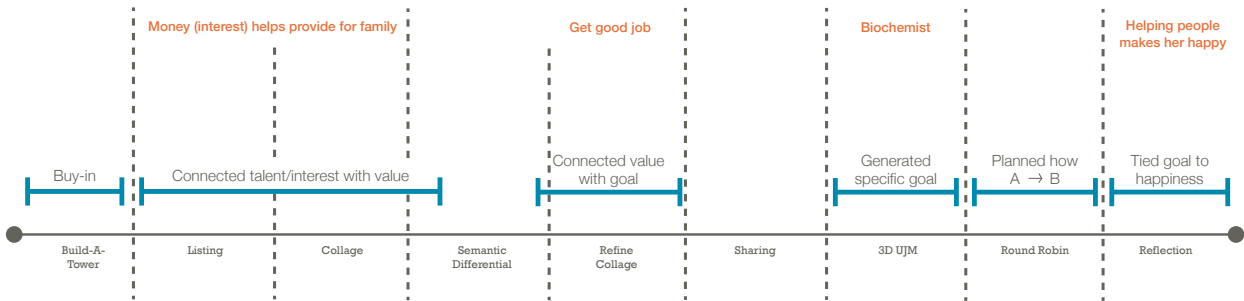 Money (interest) helps provide for family
Get good job
Biochemist
Helping people
makes her happy
Buy-in
Connected talent/interest with value
Connected value
with goal
Generated
specific goal
Planned how
A → B
Tied goal to
happiness
Build-A-
Tower
Listing
Collage
Semantic
Differential
Refine
Collage
Sharing
3D UJM
Round Robin
Reflection